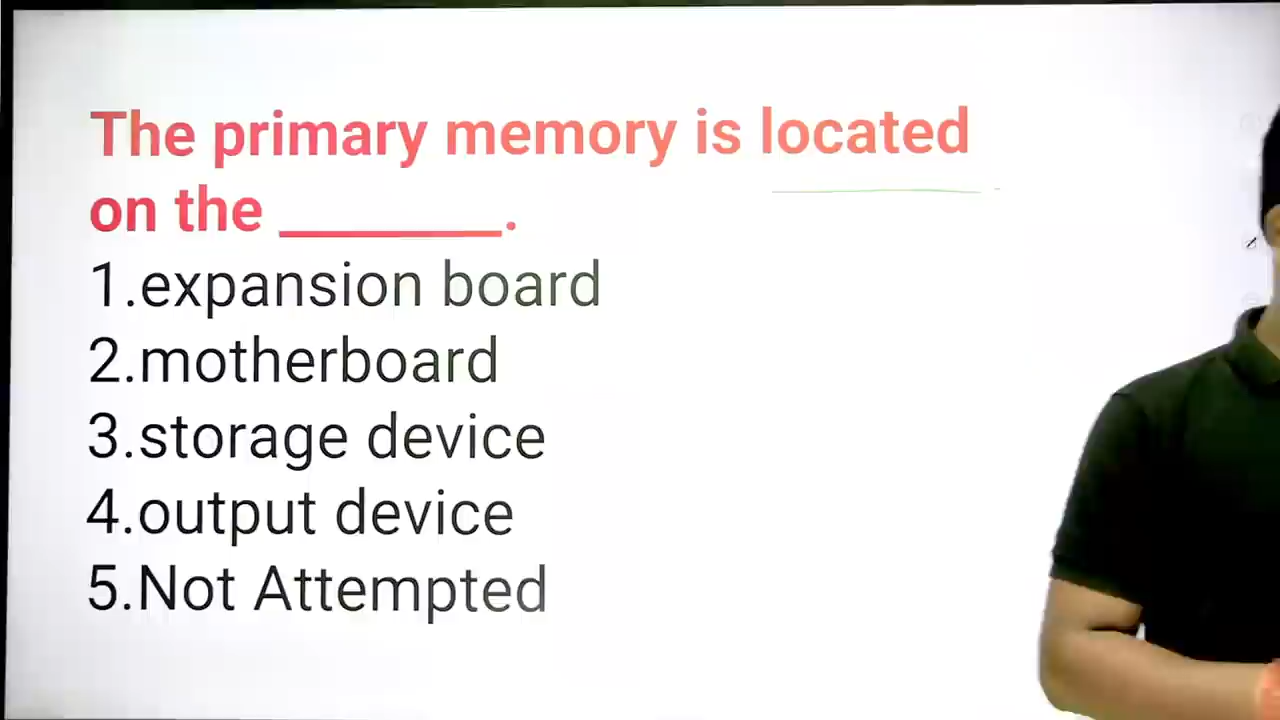 The primary memory is located
on the _______.
1.expansion board
2.motherboard
3.storage device
4.output device
5.Not Attempted